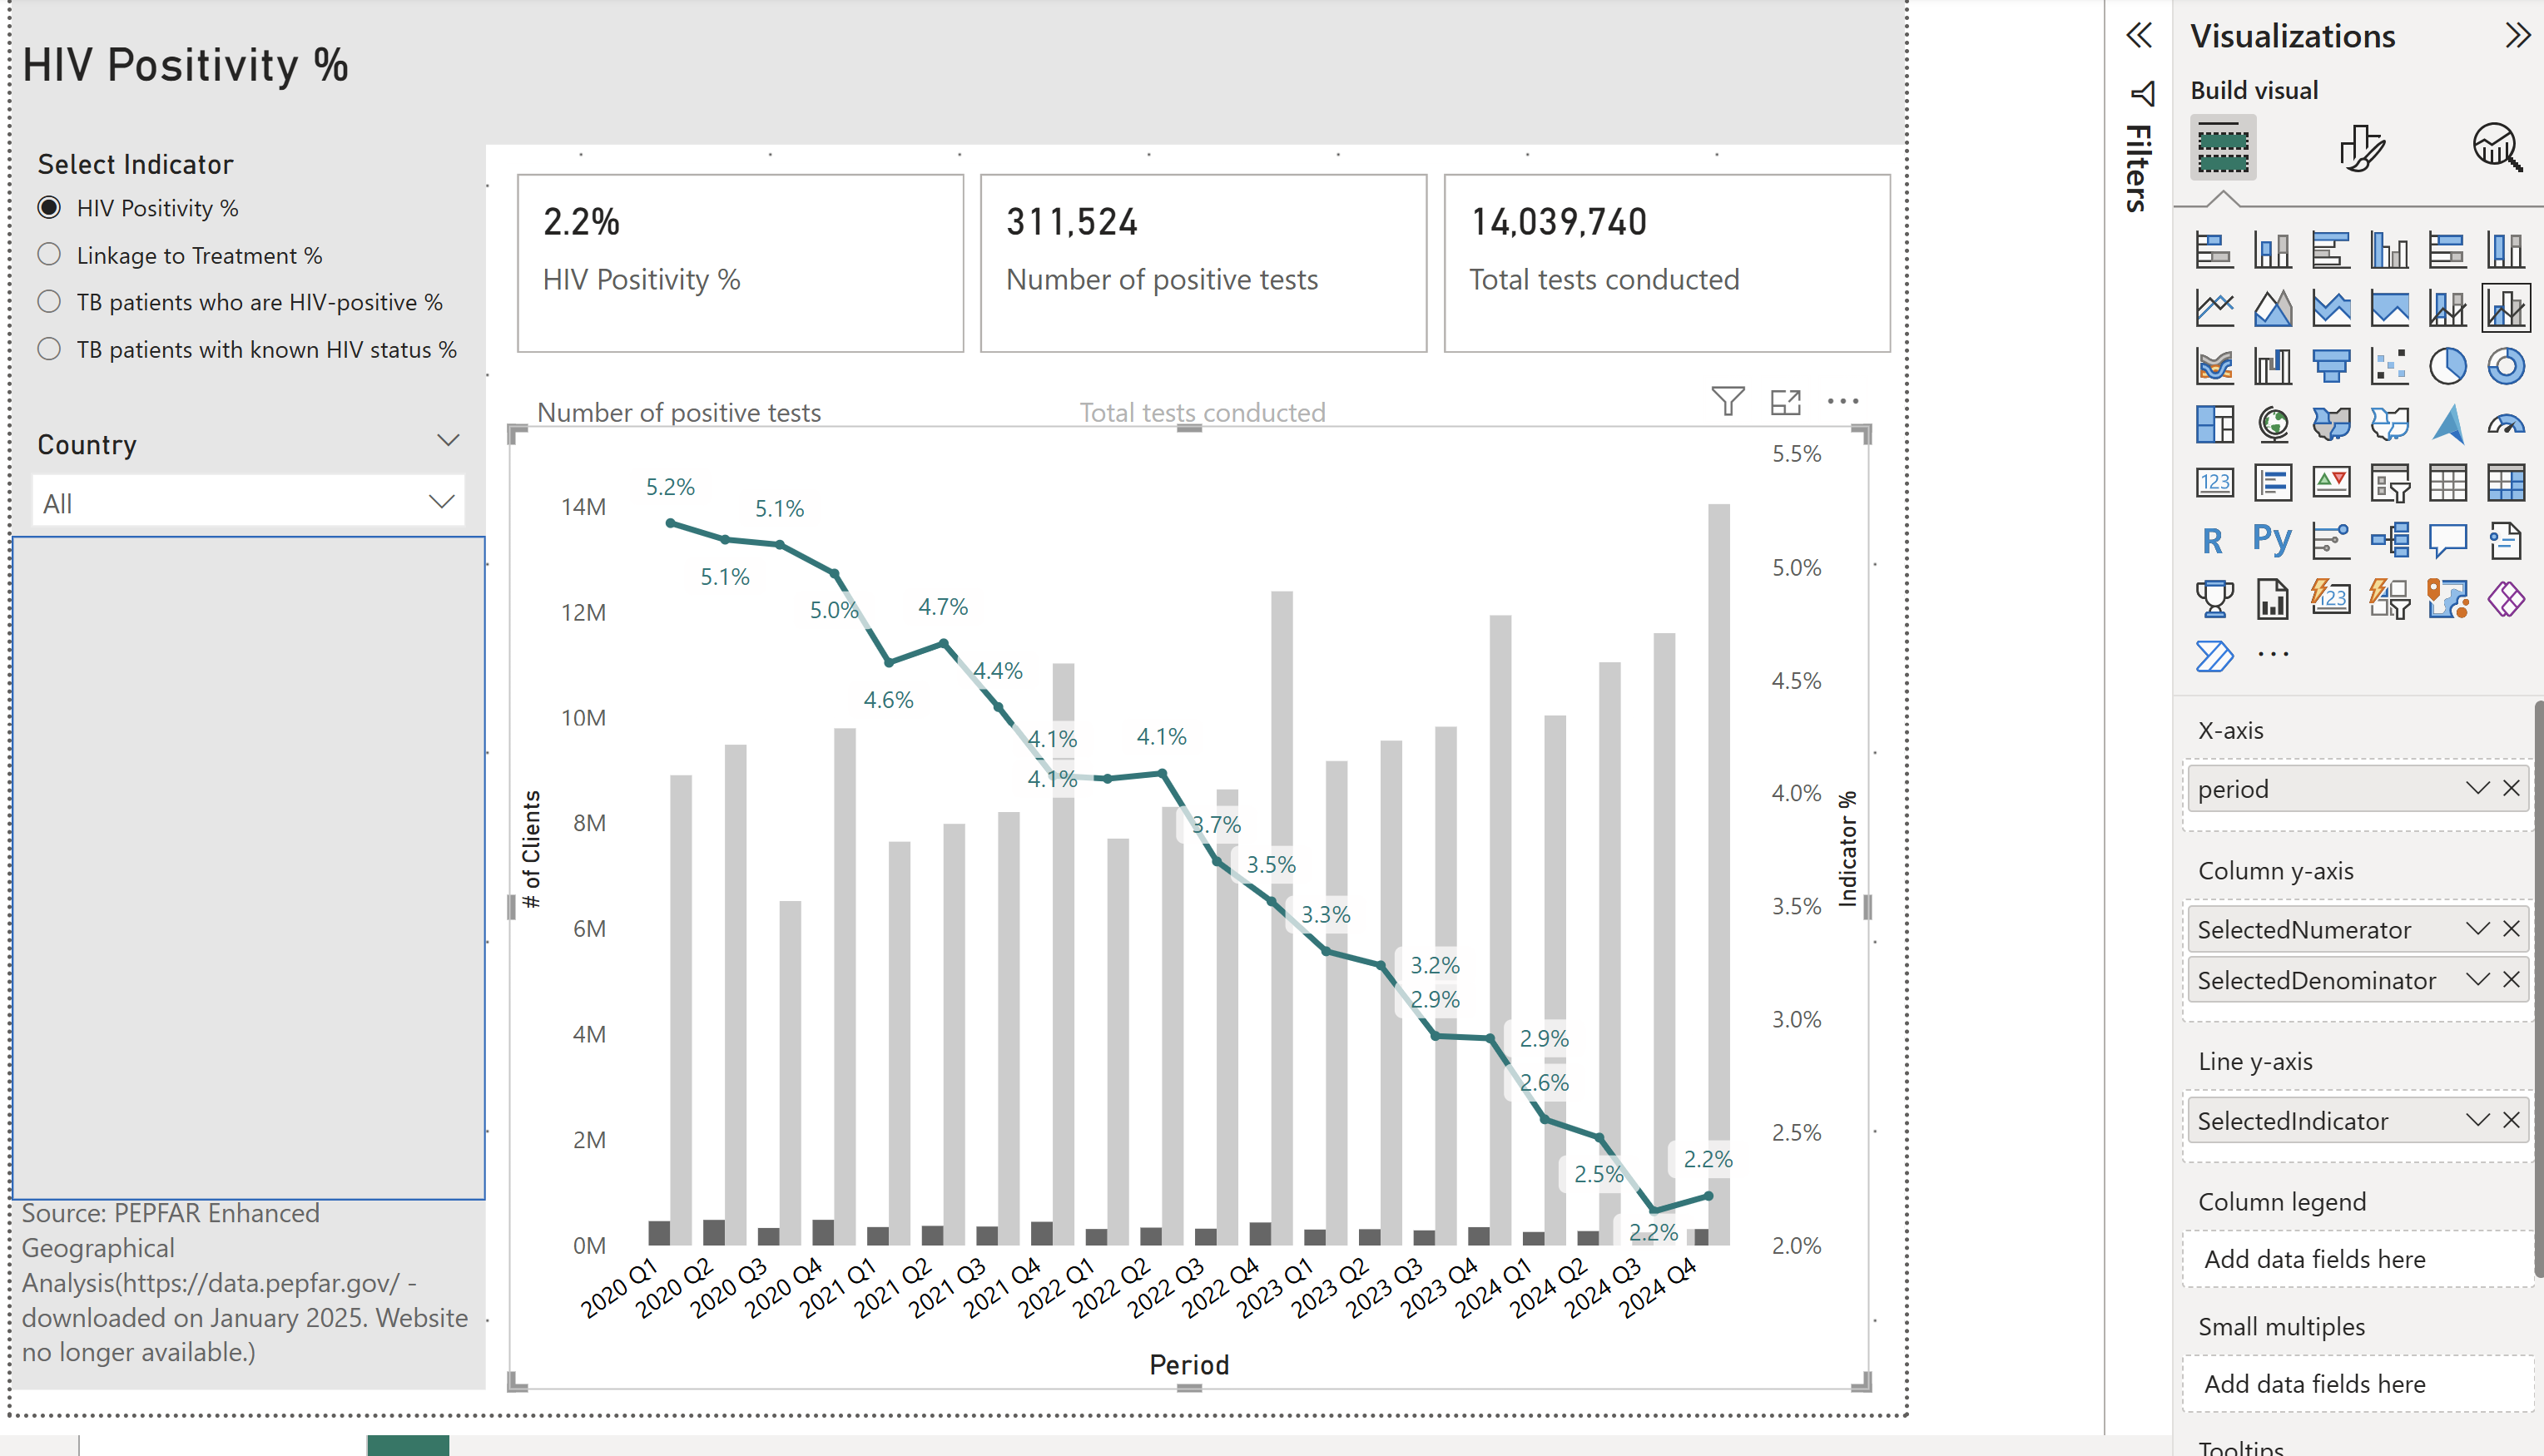 HIV Positivity %
Select Indicator
HIV Positivity %
Linkage to Treatment %
TB patients who are HIV-positive %
TB patients with known HIV status %
Country
All
Source: PEPFAR Enhanced
Geographical
Analysis(https://data.pepfar.gov/ -
downloaded on January 2025. Website
no longer available.)
2.2%
HIV Positivity %
311,524
Number of positive tests
14,039,740
Total tests conducted
Number of positive tests
Total tests conducted
# of Clients
14M
12M
10M
8M
6M
4M
2M
0M
5.2%
5.1%
5.1%
5.0%
4.6%
4.7%
4.4%
4.1%
4.1%
4.1%
3.7%
3.5%
3.3%
3.2%
2.9%
2.9%
2.6%
2.5%
2.2%
2.2%
5.5%
5.0%
4.5%
4.0%
3.5%
3.0%
2.5%
2.0%
Indicator %
2020 Q1
2020 Q2
2020 Q3
2020 Q4
2021 Q1
2021 Q2
2021 Q3
2021 Q4
2022 Q1
2022 Q2
2022 Q3
2022 Q4
2023 Q1
2023 Q2
2023 Q3
2023 Q4
2024 Q1
2024 Q2
2024 Q3
2024 Q4
Period
Filters
Visualizations
Build visual
123
R
Py
123
X-axis
period
Column y-axis
SelectedNumerator
SelectedDenominator
Line y-axis
SelectedIndicator
Column legend
Add data fields here
Small multiples
Add data fields here
Tooltips